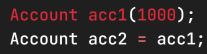 Account acc1(1000);
Account acc2 = acc1;